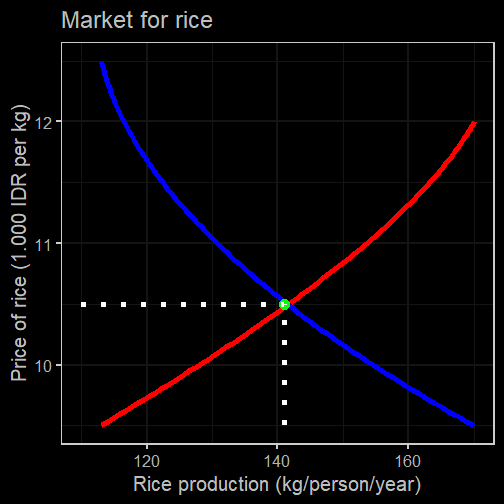 Market for rice
Price of rice (1.000 IDR per kg)
12
11
10
120 140 160
Rice production (kg/person/year)